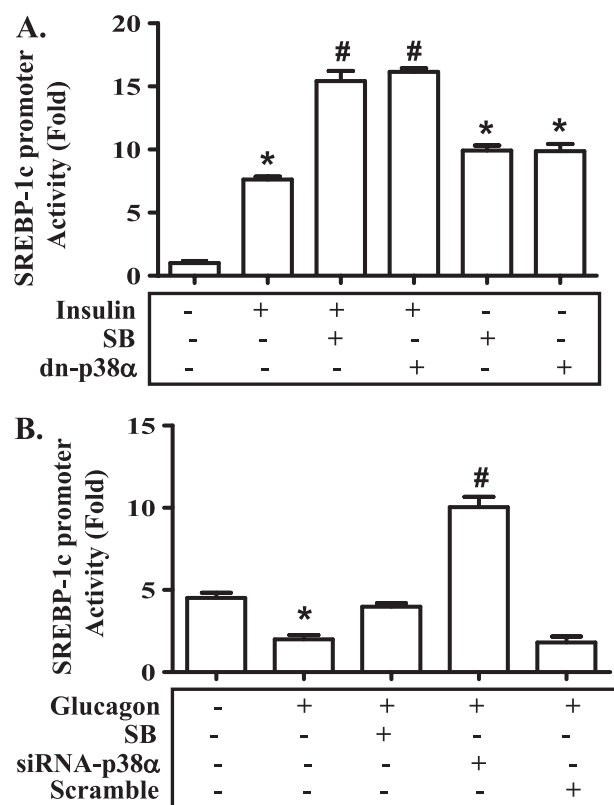 A.
SREBP-1c promoter
Activity (Fold)
20
15
10
5
0
* # # * *
Insulin - + + + - -
SB - - + - + -
dn-p38α - - - + - +
B.
SREBP-1c promoter
Activity (Fold)
15
10
5
0
* #
Glucagon - + + + +
SB - - + - -
siRNA-p38α - - - + -
Scramble - - - - +